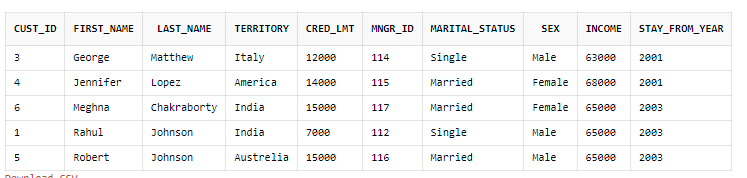 CUST_ID FIRST_NAME LAST_NAME TERRITORY CRED_LMT MNGR_ID MARITAL_STATUS SEX INCOME STAY_FROM_YEAR
3 George Matthew Italy 12000 114 Single Male 63000 2001
4 Jennifer Lopez America 14000 115 Married Female 68000 2001
6 Meghna Chakraborty India 15000 117 Married Female 65000 2003
1 Rahul Johnson India 7000 112 Single Male 65000 2003
5 Robert Johnson Austrelia 15000 116 Married Male 65000 2003
Download CSV